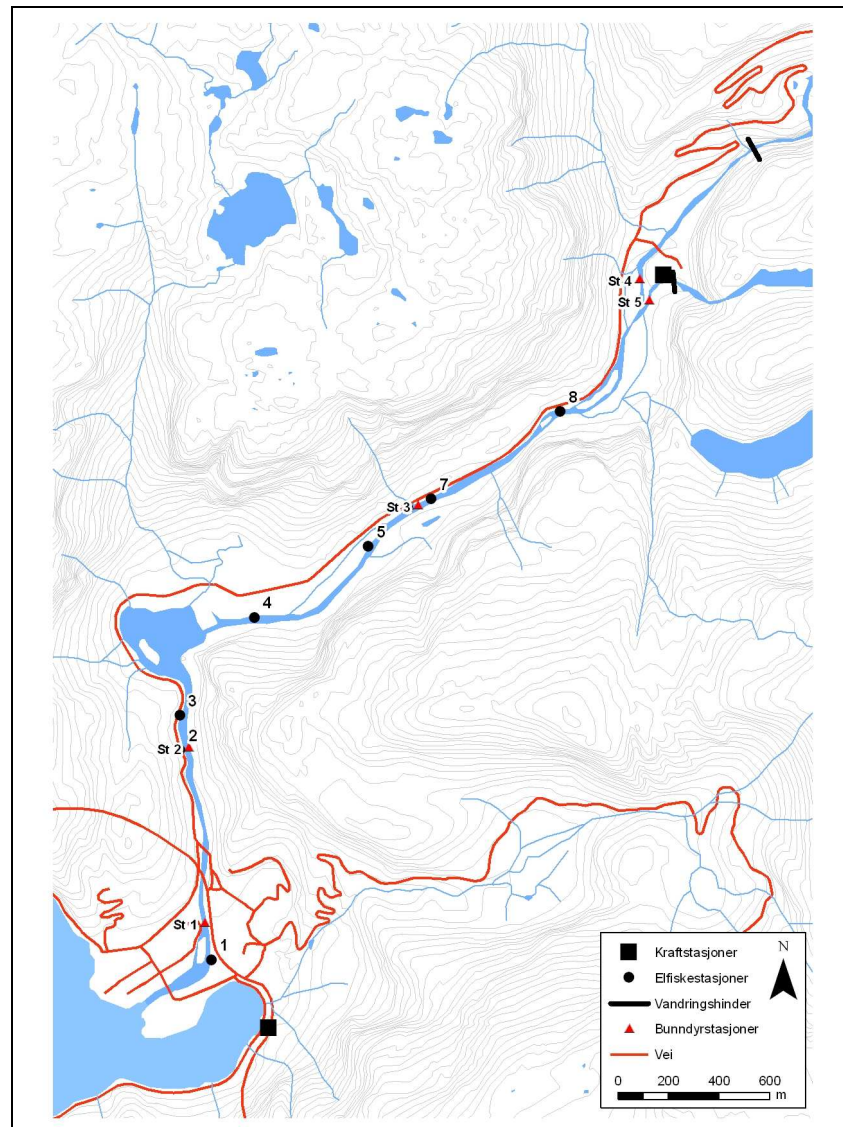 St 4
St 5
8
7
St 3
5
4
3
2
St 2
St 1
1
N
Kraftstasjoner
Elfiskestasjoner
Vandringshinder
Bunndyrstasjoner
Vei
0 200 400 600
m